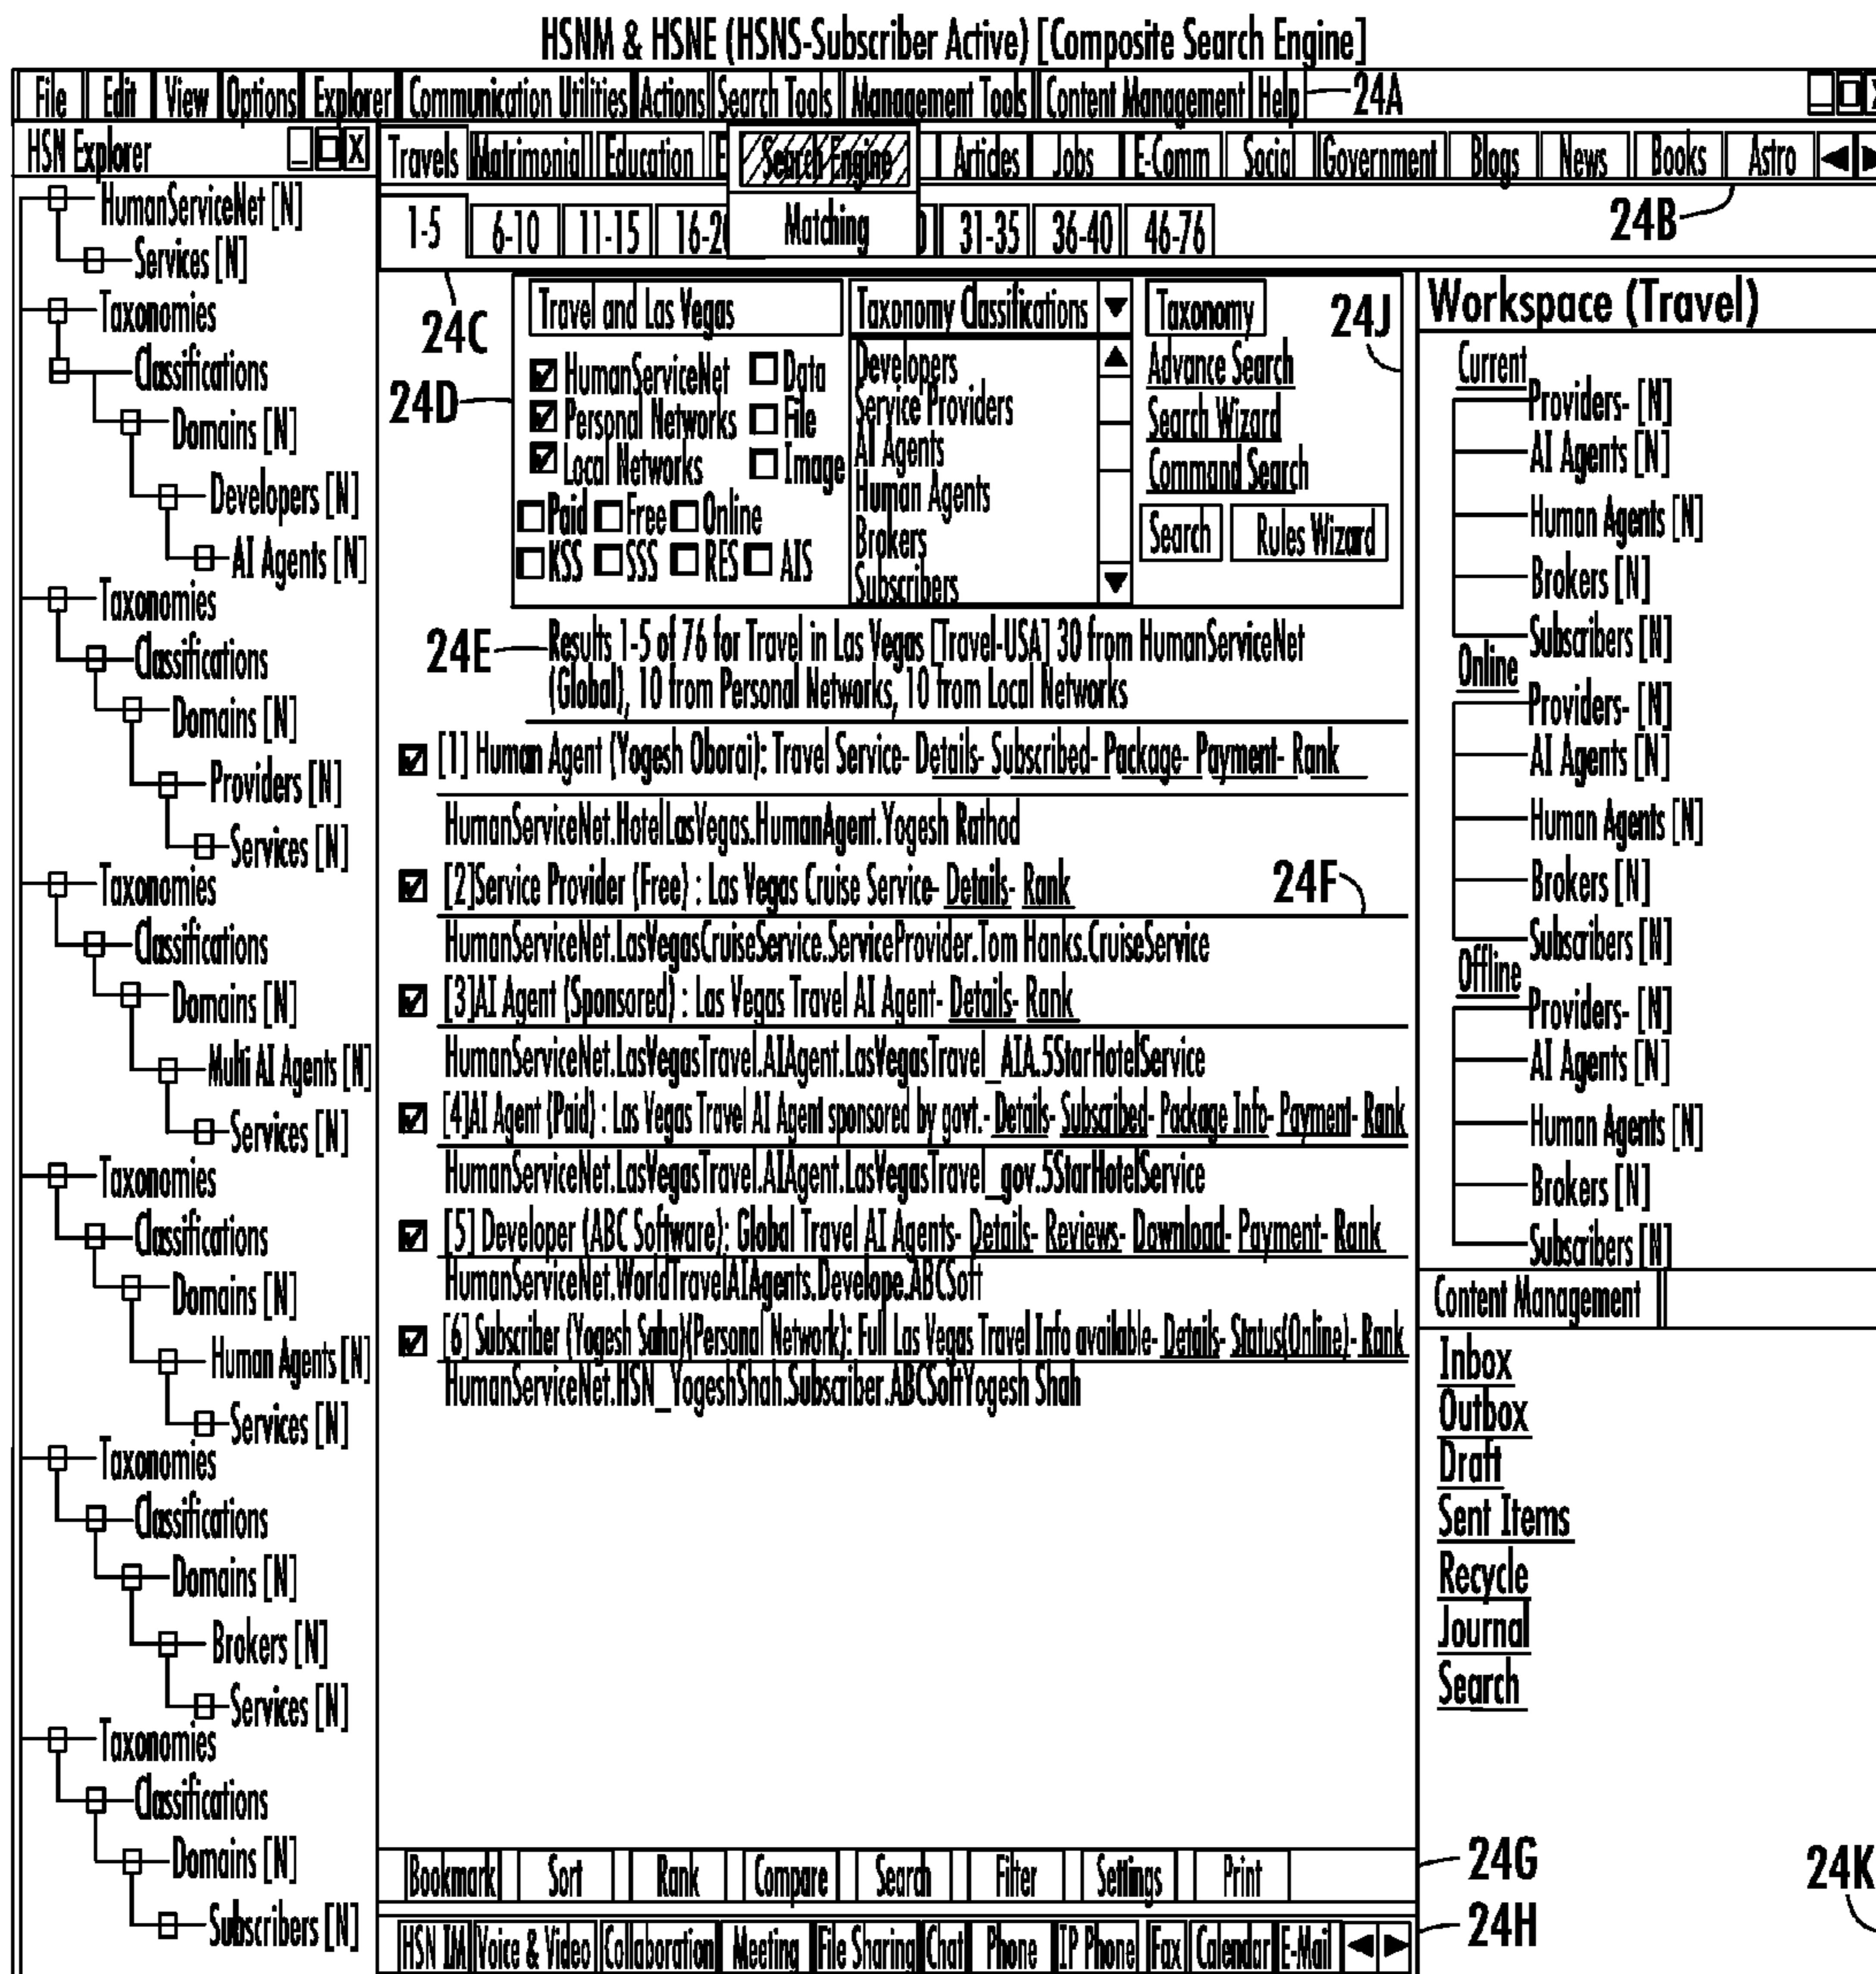 HSNM & HSNE (HSNS-Subscriber Active) [Composite Search Engine]
File Edit View Options Explorer Communication Utilities Actions Search Tools Management Tools Content Management Help 24A
HSN Explorer
Travels Matrimonial Education E Search Engine Articles Jobs E-Comm Social Government Blogs News Books Astro
24B
1-5 6-10 11-15 16-20 Matching 31-35 36-40 46-76
HumanServiceNet [N]
Services [N]
Taxonomies
Classifications
Domains [N]
Developers [N]
AI Agents [N]
Taxonomies
Classifications
Domains [N]
Providers [N]
Services [N]
Taxonomies
Classifications
Domains [N]
Multi AI Agents [N]
Services [N]
Taxonomies
Classifications
Domains [N]
Human Agents [N]
Services [N]
Taxonomies
Classifications
Domains [N]
Brokers [N]
Services [N]
Taxonomies
Classifications
Domains [N]
Subscribers [N]
24C
24D
Travel and Las Vegas
HumanServiceNet Data
Personal Networks File
Local Networks Image
Paid Free Online
KSS SSS RES AIS
Taxonomy Classifications
Developers
Service Providers
AI Agents
Human Agents
Brokers
Subscribers
Taxonomy
Advance Search
Search Wizard
Command Search
Search Rules Wizard
24J
24E
Results 1-5 of 76 for Travel in Las Vegas [Travel-USA] 30 from HumanServiceNet
(Global), 10 from Personal Networks, 10 from Local Networks
[1] Human Agent (Yogesh Obarai): Travel Service- Details- Subscribed- Package- Payment- Rank
HumanServiceNet.HotelLasVegas.HumanAgent.Yogesh Rathod
[2]Service Provider (Free) : Las Vegas Cruise Service- Details- Rank
24F
HumanServiceNet.LasVegasCruiseService.ServiceProvider.Tom Hanks.CruiseService
[3]AI Agent (Sponsored) : Las Vegas Travel AI Agent- Details- Rank
HumanServiceNet.LasVegasTravel.AIAgent.LasVegasTravel_AIA.5StarHotelService
[4]AI Agent (Paid) : Las Vegas Travel AI Agent sponsored by govt.- Details- Subscribed- Package Info- Payment- Rank
HumanServiceNet.LasVegasTravel.AIAgent.LasVegasTravel_gov.5StarHotelService
[5] Developer (ABC Software): Global Travel AI Agents- Details- Reviews- Download- Payment- Rank
HumanServiceNet.WorldTravelAIAgents.Develope.ABCSoft
[6] Subscriber (Yogesh Saha)(Personal Network): Full Las Vegas Travel Info available- Details- Status(Online)- Rank
HumanServiceNet.HSN_YogeshShah.Subscriber.ABCSoftYogesh Shah
Workspace (Travel)
Current
Providers- [N]
AI Agents [N]
Human Agents [N]
Brokers [N]
Subscribers [N]
Online
Providers- [N]
AI Agents [N]
Human Agents [N]
Brokers [N]
Subscribers [N]
Offline
Providers- [N]
AI Agents [N]
Human Agents [N]
Brokers [N]
Subscribers [N]
Content Management
Inbox
Outbox
Draft
Sent Items
Recycle
Journal
Search
Bookmark Sort Rank Compare Search Filter Settings Print
24G
24K
HSN IM Voice & Video Collaboration Meeting File Sharing Chat Phone IP Phone Fax Calendar E-Mail
24H